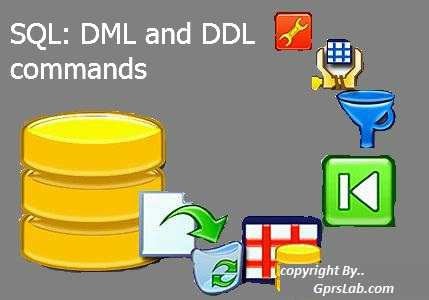 SQL: DML and DDL
commands
copyright By..
GprsLab.com